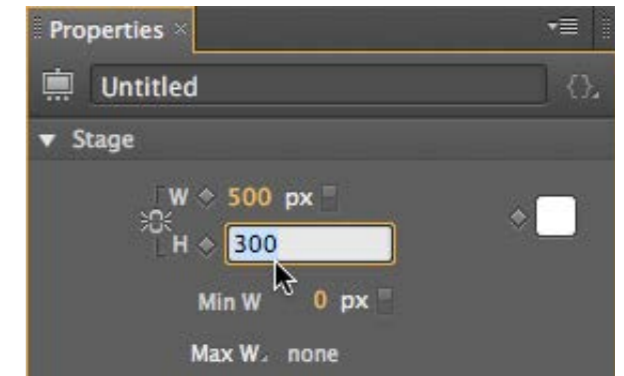 Properties
Untitled
Stage
W 500 px
H 300
Min W 0 px
Max W none